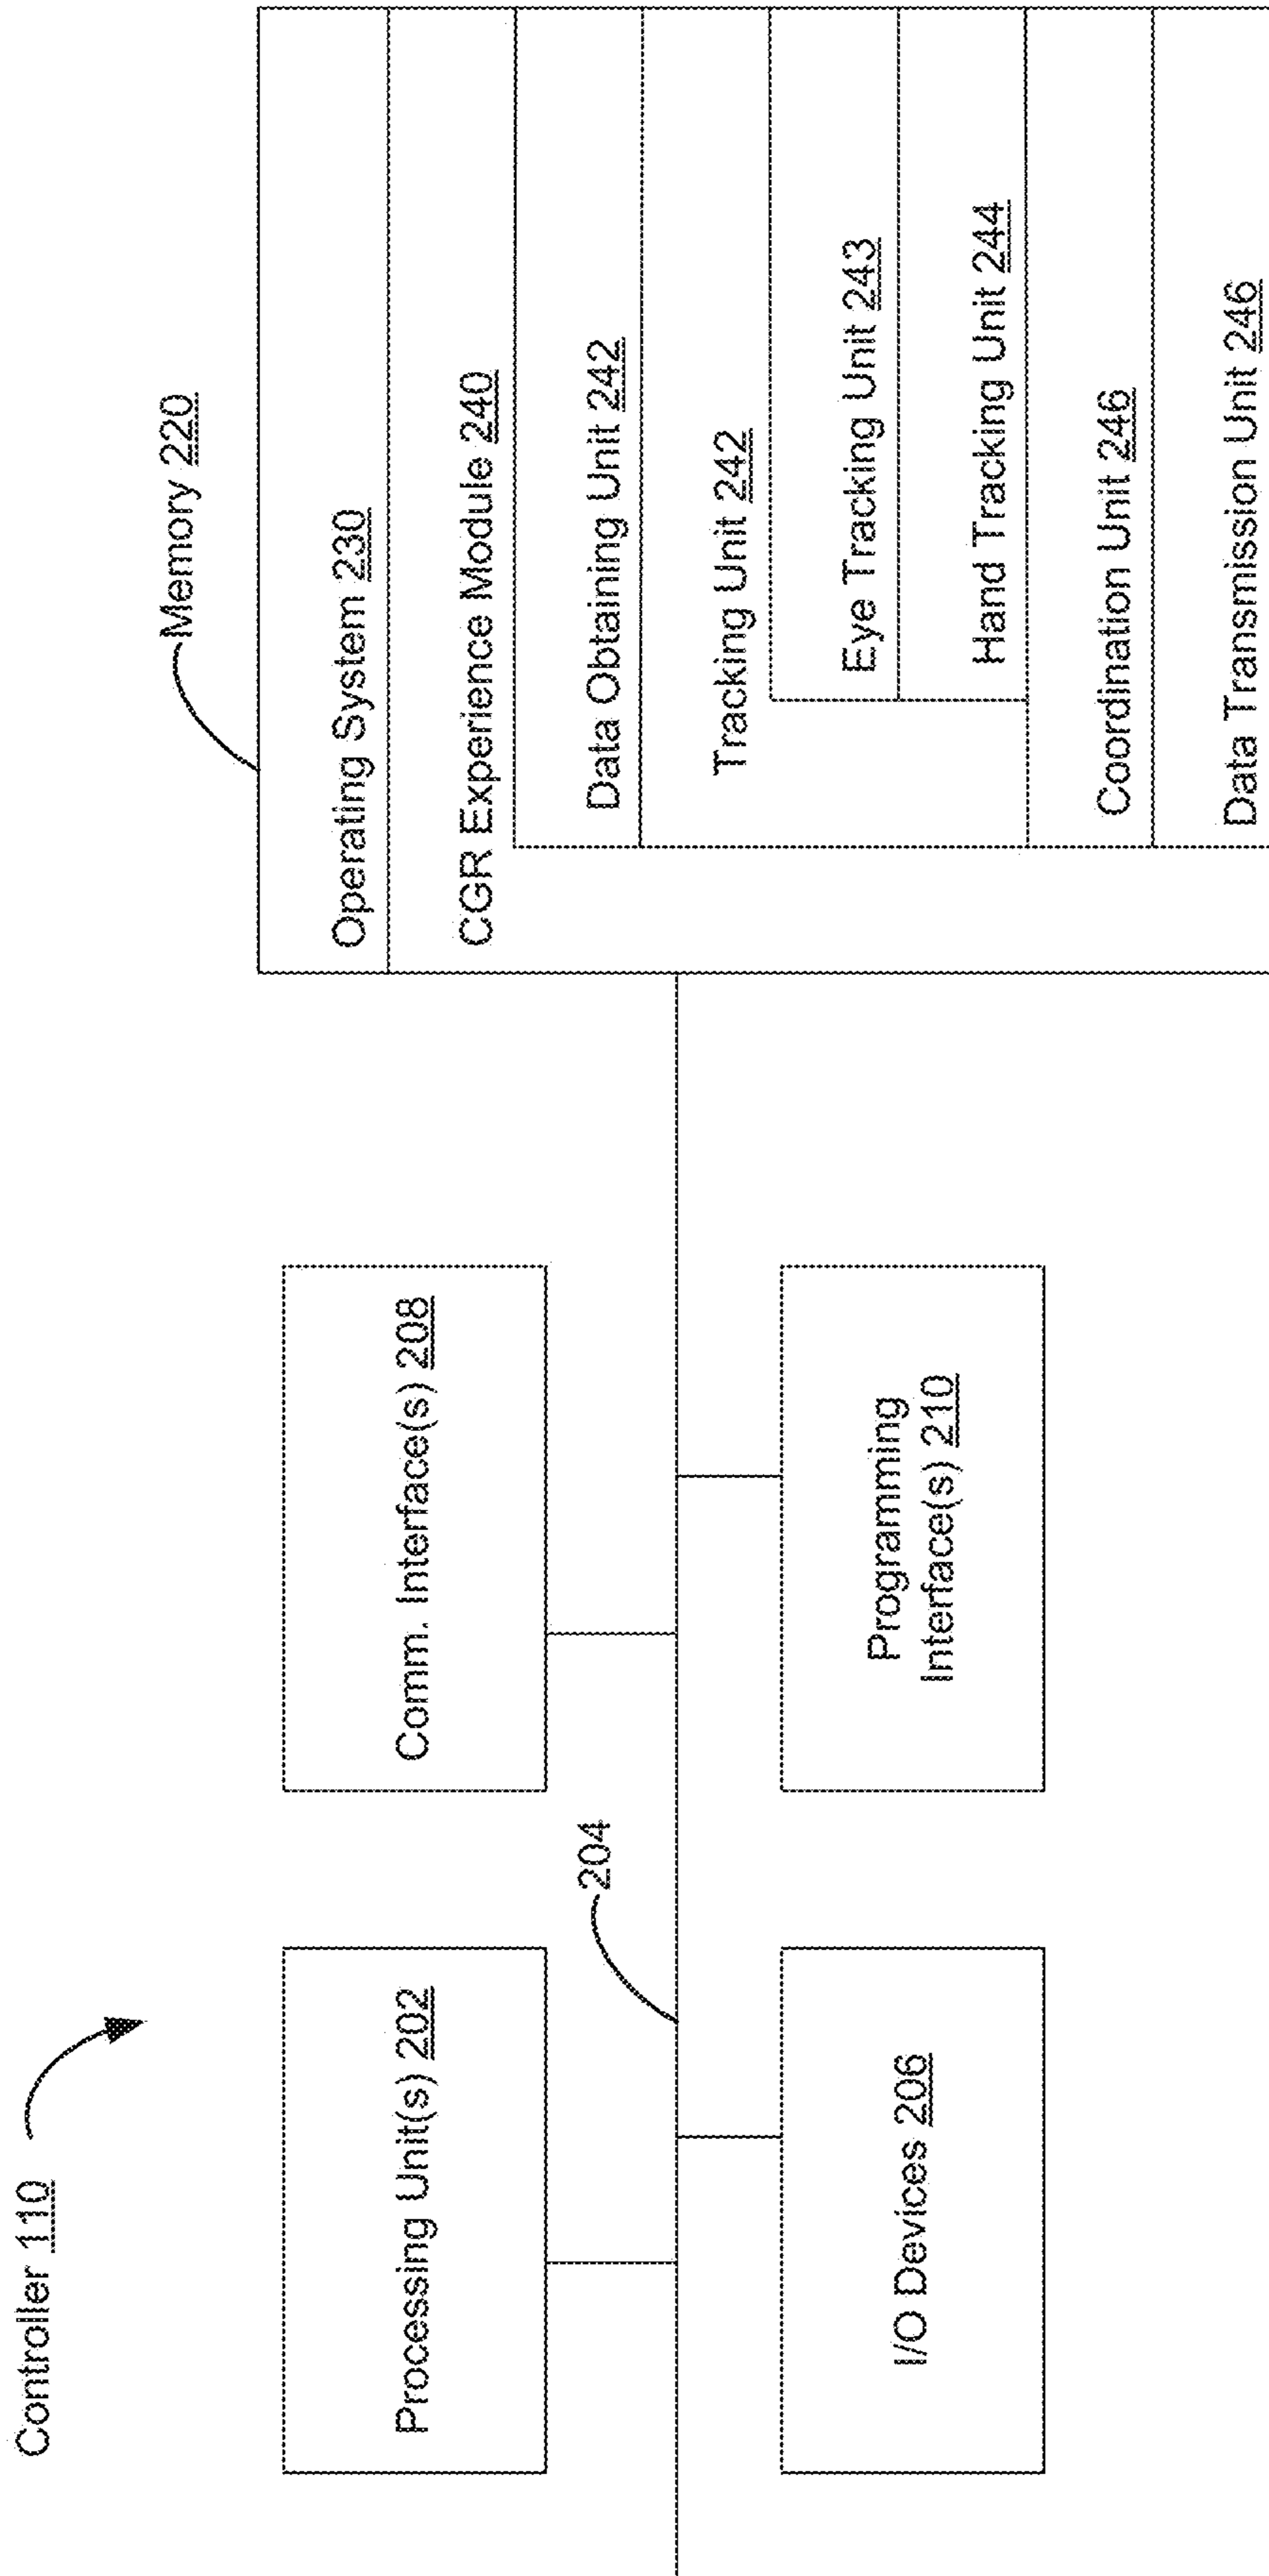 Controller 110
Memory 220
Processing Unit(s) 202
Comm. Interface(s) 208
204
I/O Devices 206
Programming
Interface(s) 210
Operating System 230
CGR Experience Module 240
Data Obtaining Unit 242
Tracking Unit 242
Eye Tracking Unit 243
Hand Tracking Unit 244
Coordination Unit 246
Data Transmission Unit 246